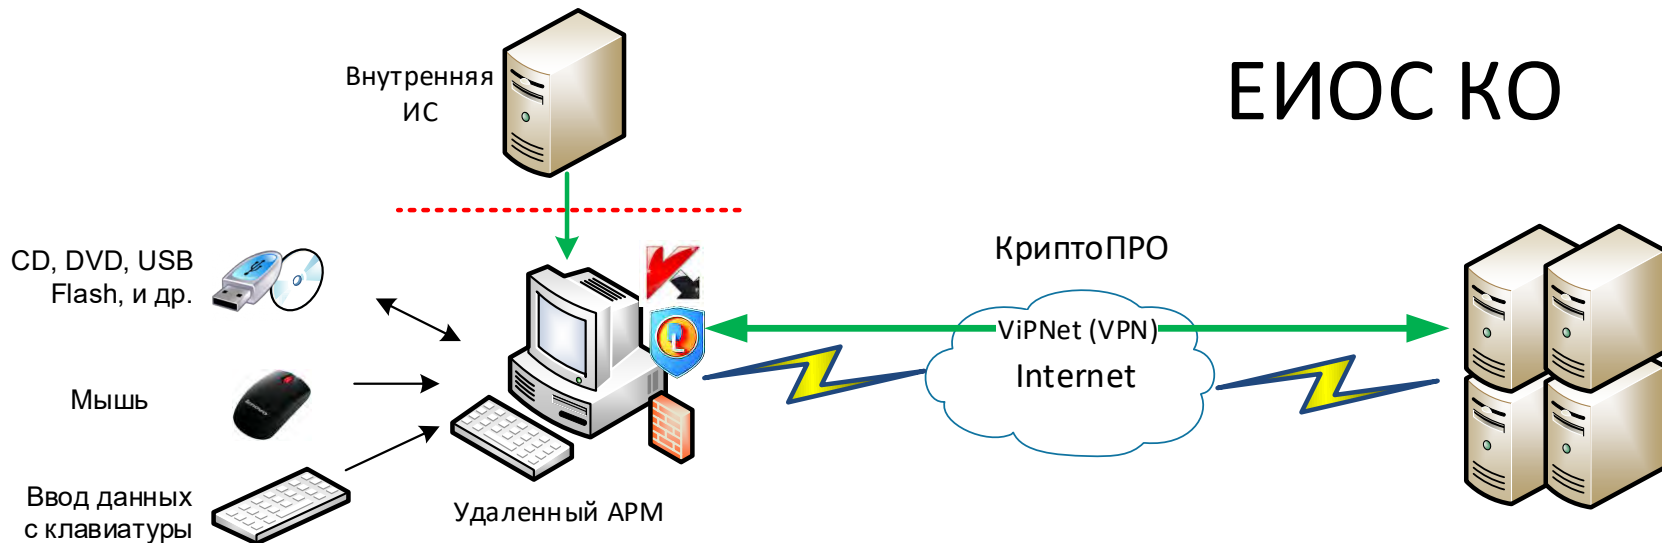 Внутренняя
ИС
ЕИОС КО
CD, DVD, USB
Flash, и др.
КриптоПРО
ViPNet (VPN)
Internet
Мышь
Ввод данных
с клавиатуры
Удаленный АРМ